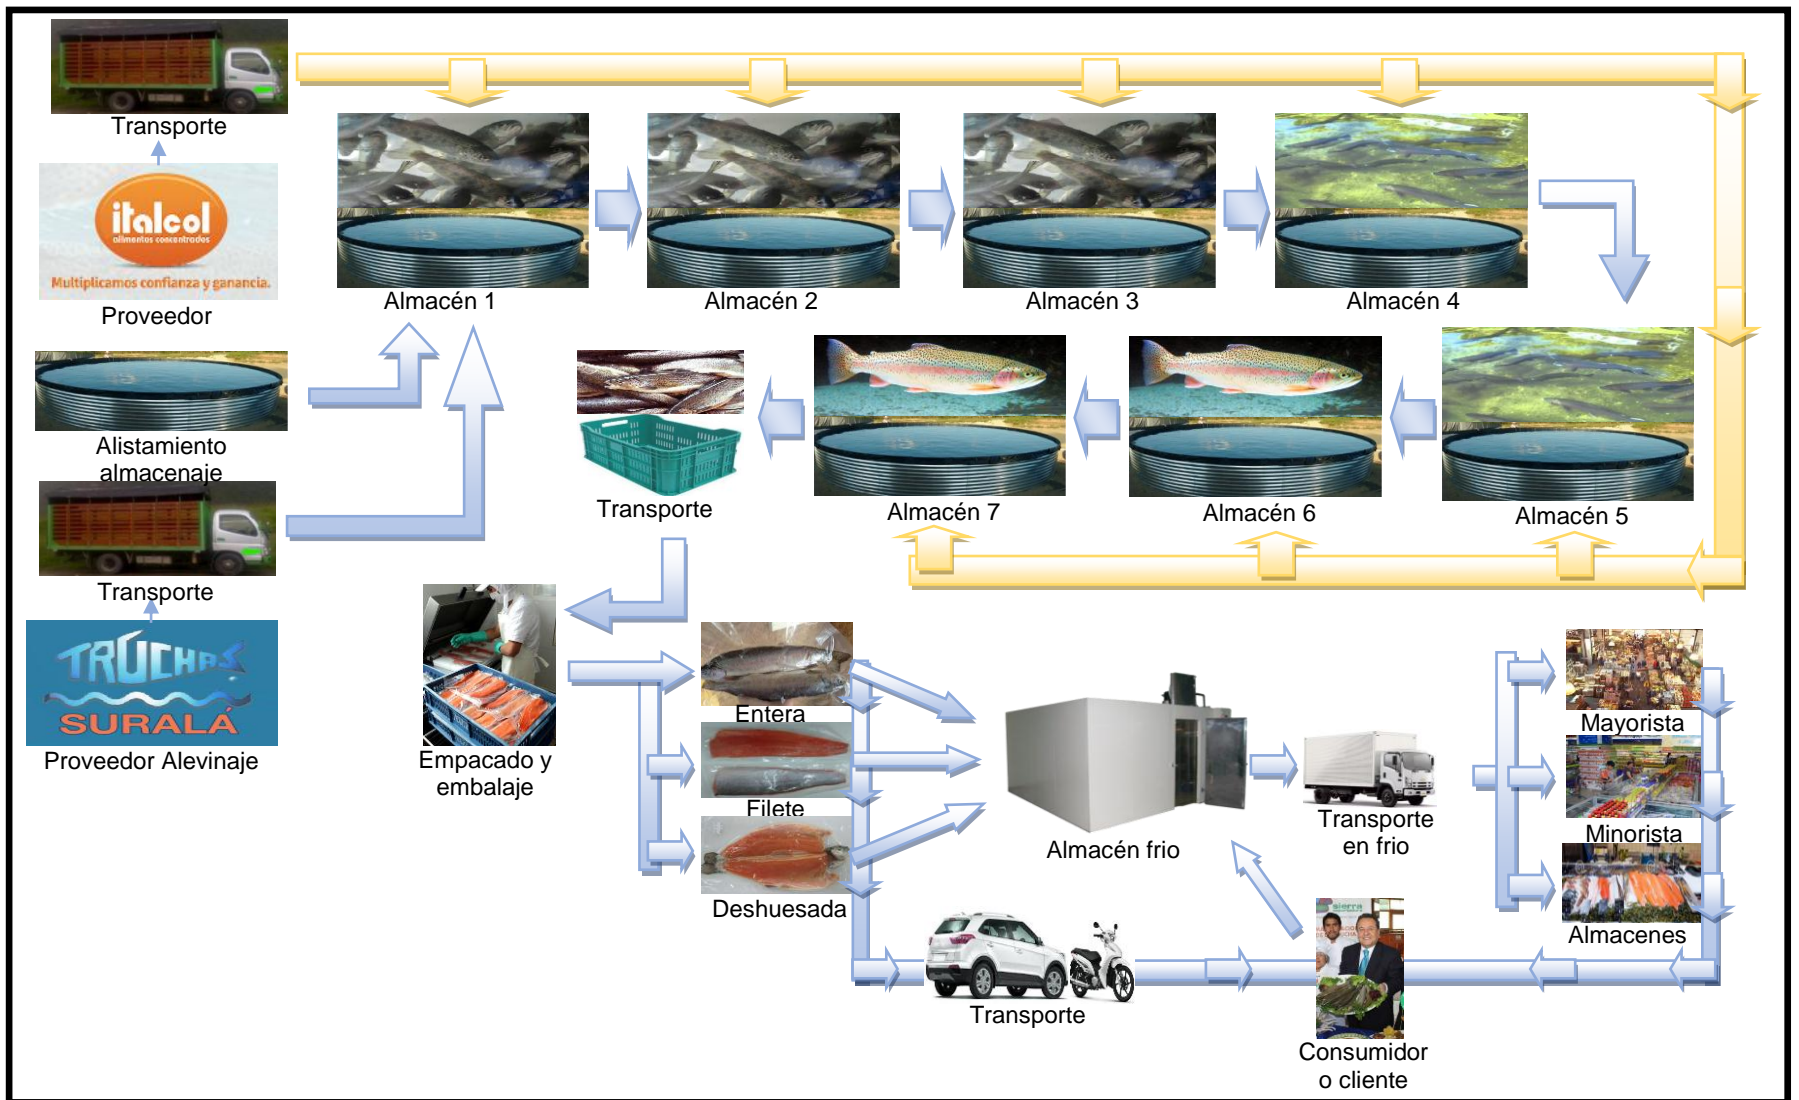 Transporte
italcol
alimentos concentrados
Multiplicamos confianza y ganancia.
Proveedor
Alistamiento
almacenaje
Transporte
TRUCHAS
SURALÁ
Proveedor Alevinaje
Almacén 1
Almacén 2
Almacén 3
Almacén 4
Transporte
Almacén 7
Almacén 6
Almacén 5
Empacado y
embalaje
Entera
Filete
Deshuesada
Almacén frio
Transporte
en frio
Mayorista
Minorista
Almacenes
Transporte
sierra
Consumidor
o cliente